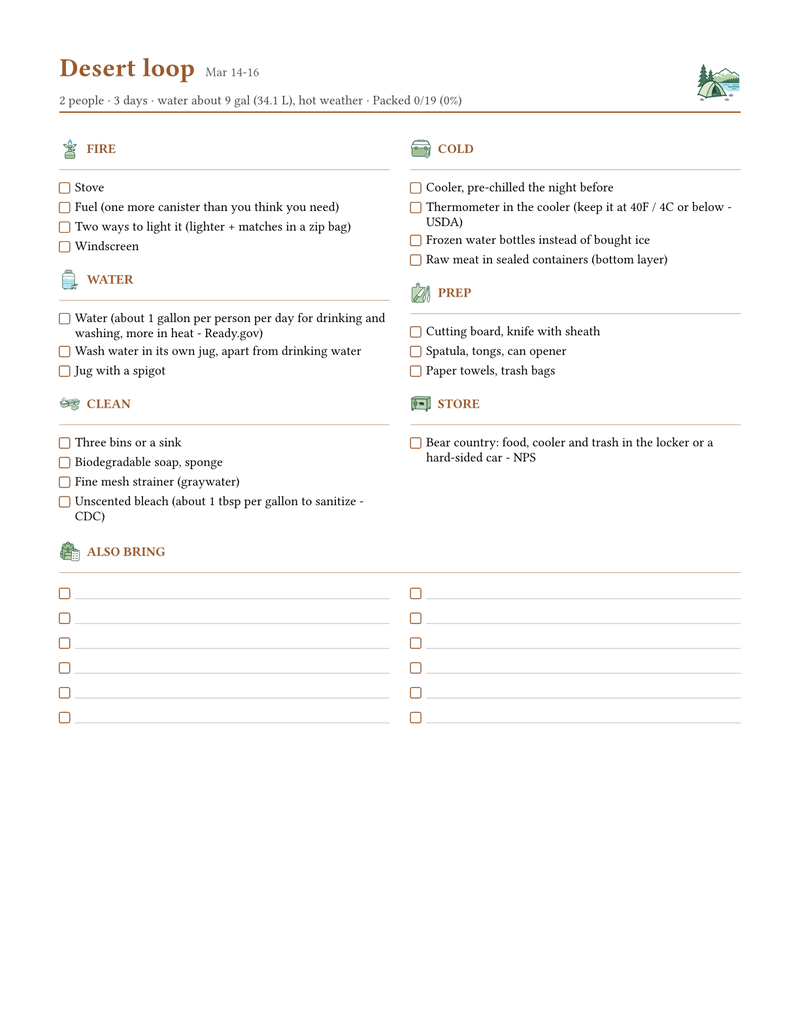 Desert loop Mar 14-16
2 people · 3 days · water about 9 gal (34.1 L), hot weather · Packed 0/19 (0%)
FIRE
Stove
Fuel (one more canister than you think you need)
Two ways to light it (lighter + matches in a zip bag)
Windscreen
WATER
Water (about 1 gallon per person per day for drinking and
washing, more in heat - Ready.gov)
Wash water in its own jug, apart from drinking water
Jug with a spigot
CLEAN
Three bins or a sink
Biodegradable soap, sponge
Fine mesh strainer (graywater)
Unscented bleach (about 1 tbsp per gallon to sanitize -
CDC)
COLD
Cooler, pre-chilled the night before
Thermometer in the cooler (keep it at 40F / 4C or below -
USDA)
Frozen water bottles instead of bought ice
Raw meat in sealed containers (bottom layer)
PREP
Cutting board, knife with sheath
Spatula, tongs, can opener
Paper towels, trash bags
STORE
Bear country: food, cooler and trash in the locker or a
hard-sided car - NPS
ALSO BRING